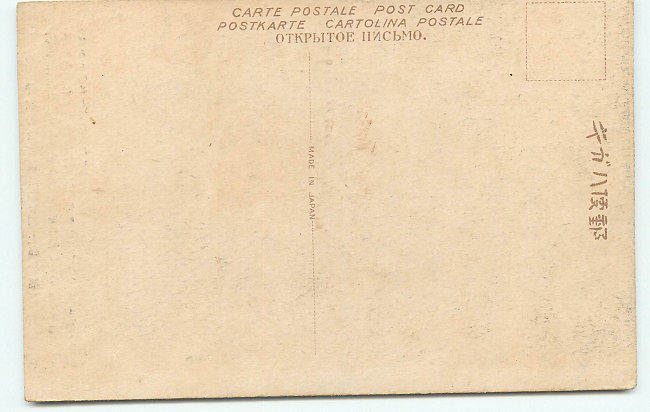 CARTE POSTALE POST CARD
POSTKARTE CARTOLINA POSTALE
ОТКРЫТОЕ ПИСЬМО.
MADE IN JAPAN
郵便ハガキ